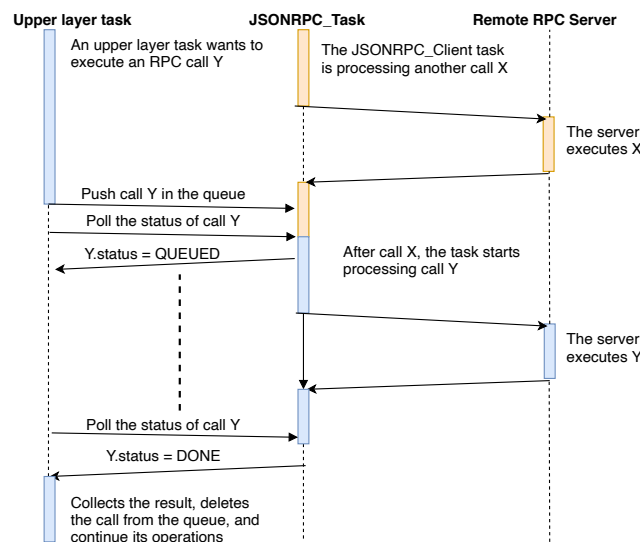 Upper layer task
JSONRPC_Task
Remote RPC Server
An upper layer task wants to
execute an RPC call Y
The JSONRPC_Client task
is processing another call X
The server
executes X
Push call Y in the queue
Poll the status of call Y
Y.status = QUEUED
After call X, the task starts
processing call Y
The server
executes Y
Poll the status of call Y
Y.status = DONE
Collects the result, deletes
the call from the queue, and
continue its operations